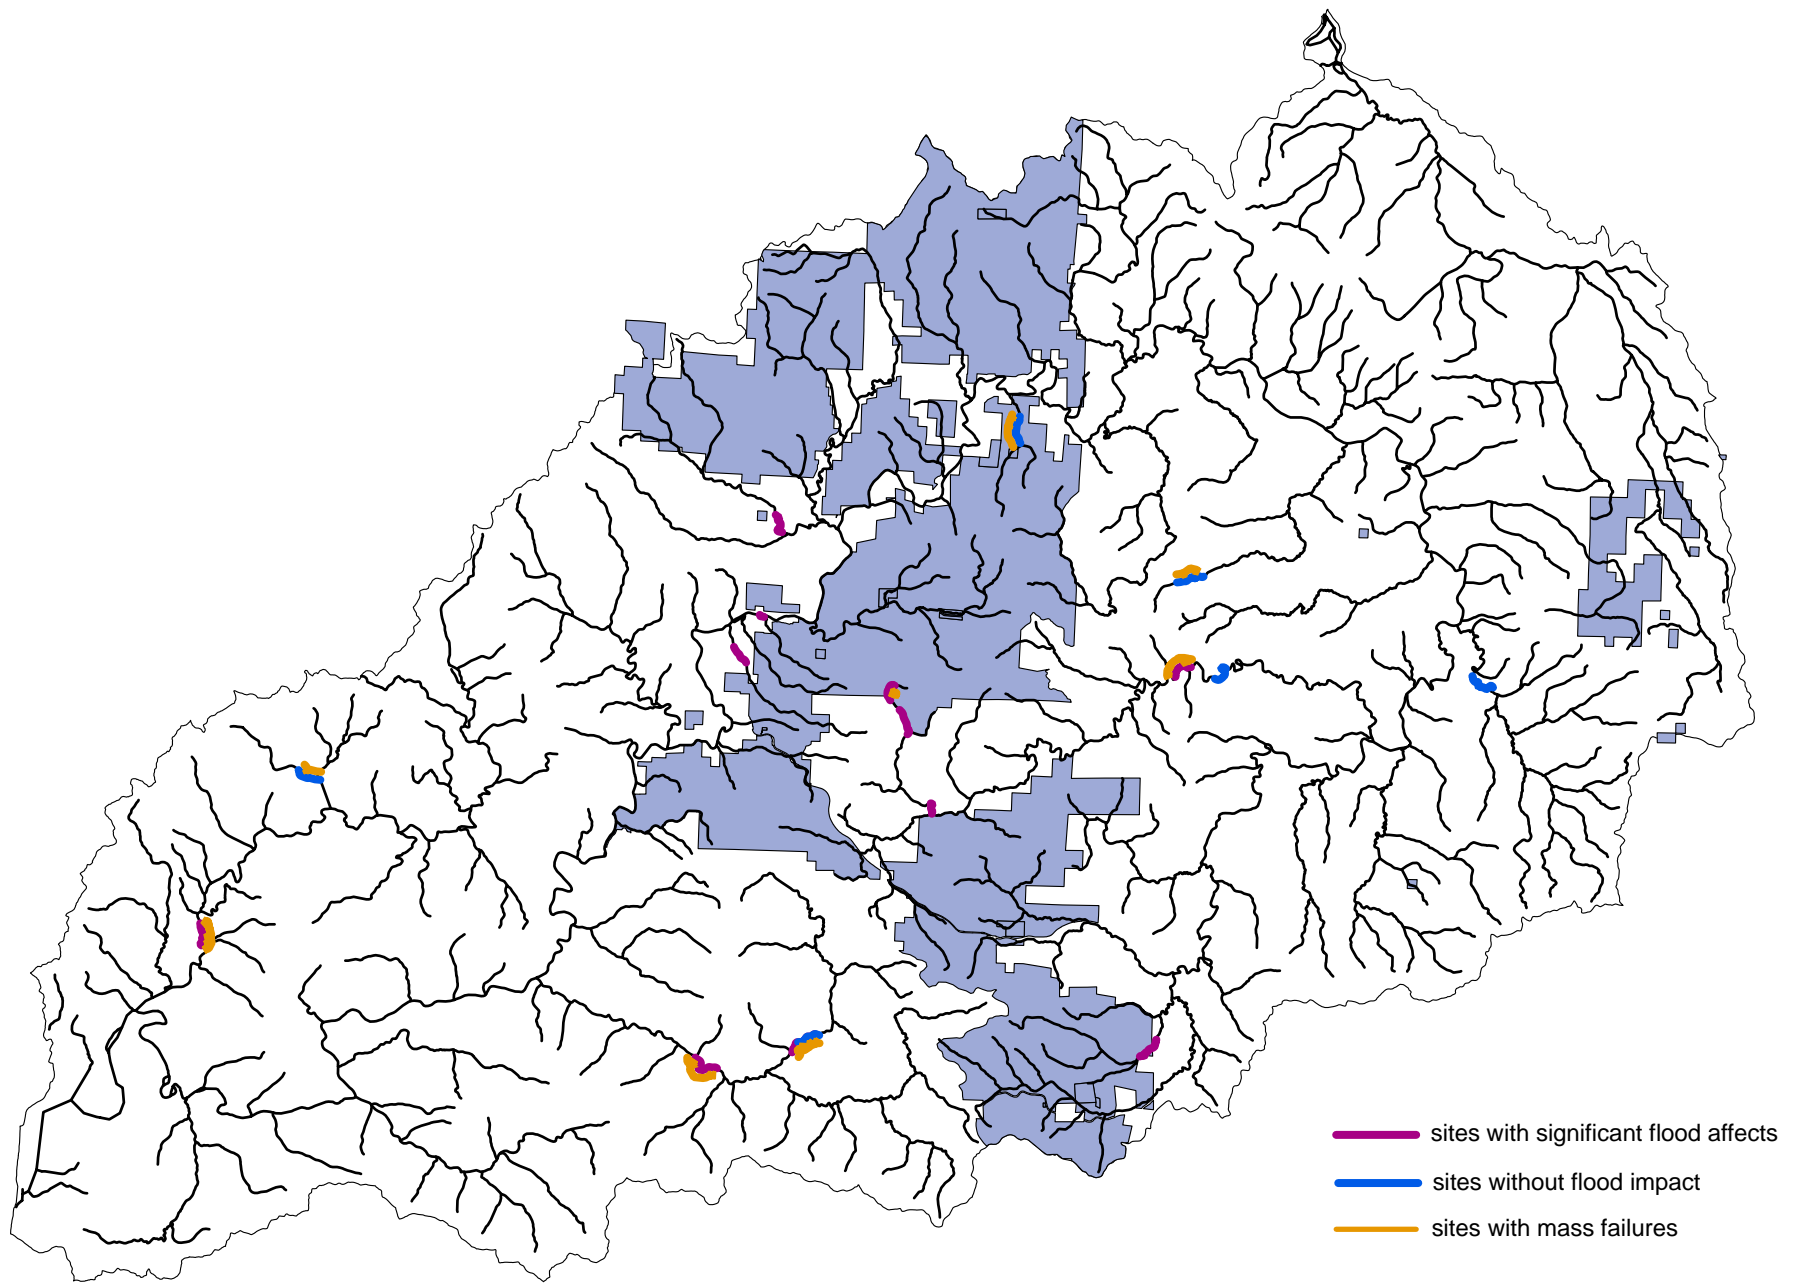 sites with significant flood affects
sites without flood impact
sites with mass failures